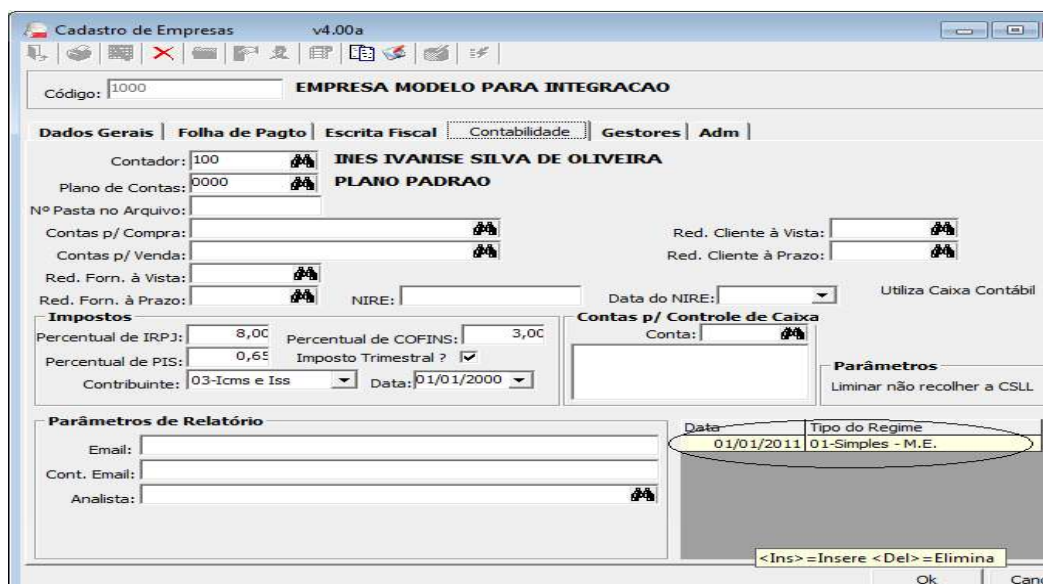 Cadastro de Empresas v4.00a
Código: 1000 EMPRESA MODELO PARA INTEGRACAO
Dados Gerais Folha de Pagto Escrita Fiscal Contabilidade Gestores Adm
Contador: 100 INES IVANISE SILVA DE OLIVEIRA
Plano de Contas: 0000 PLANO PADRAO
Nº Pasta no Arquivo:
Contas p/ Compra: Red. Cliente à Vista:
Contas p/ Venda: Red. Cliente à Prazo:
Red. Forn. à Vista:
Red. Forn. à Prazo: NIRE: Data do NIRE: Utiliza Caixa Contábil
Impostos Contas p/ Controle de Caixa
Percentual de IRPJ: 8,00 Percentual de COFINS: 3,00 Conta:
Percentual de PIS: 0,65 Imposto Trimestral ? Parâmetros
Contribuinte: 03-Icms e Iss Data: 01/01/2000 Liminar não recolher a CSLL
Parâmetros de Relatório Data Tipo do Regime
01/01/2011 01-Simples - M.E.
Email:
Cont. Email:
Analista:
<Ins>=Insere <Del>=Elimina
Ok Canc